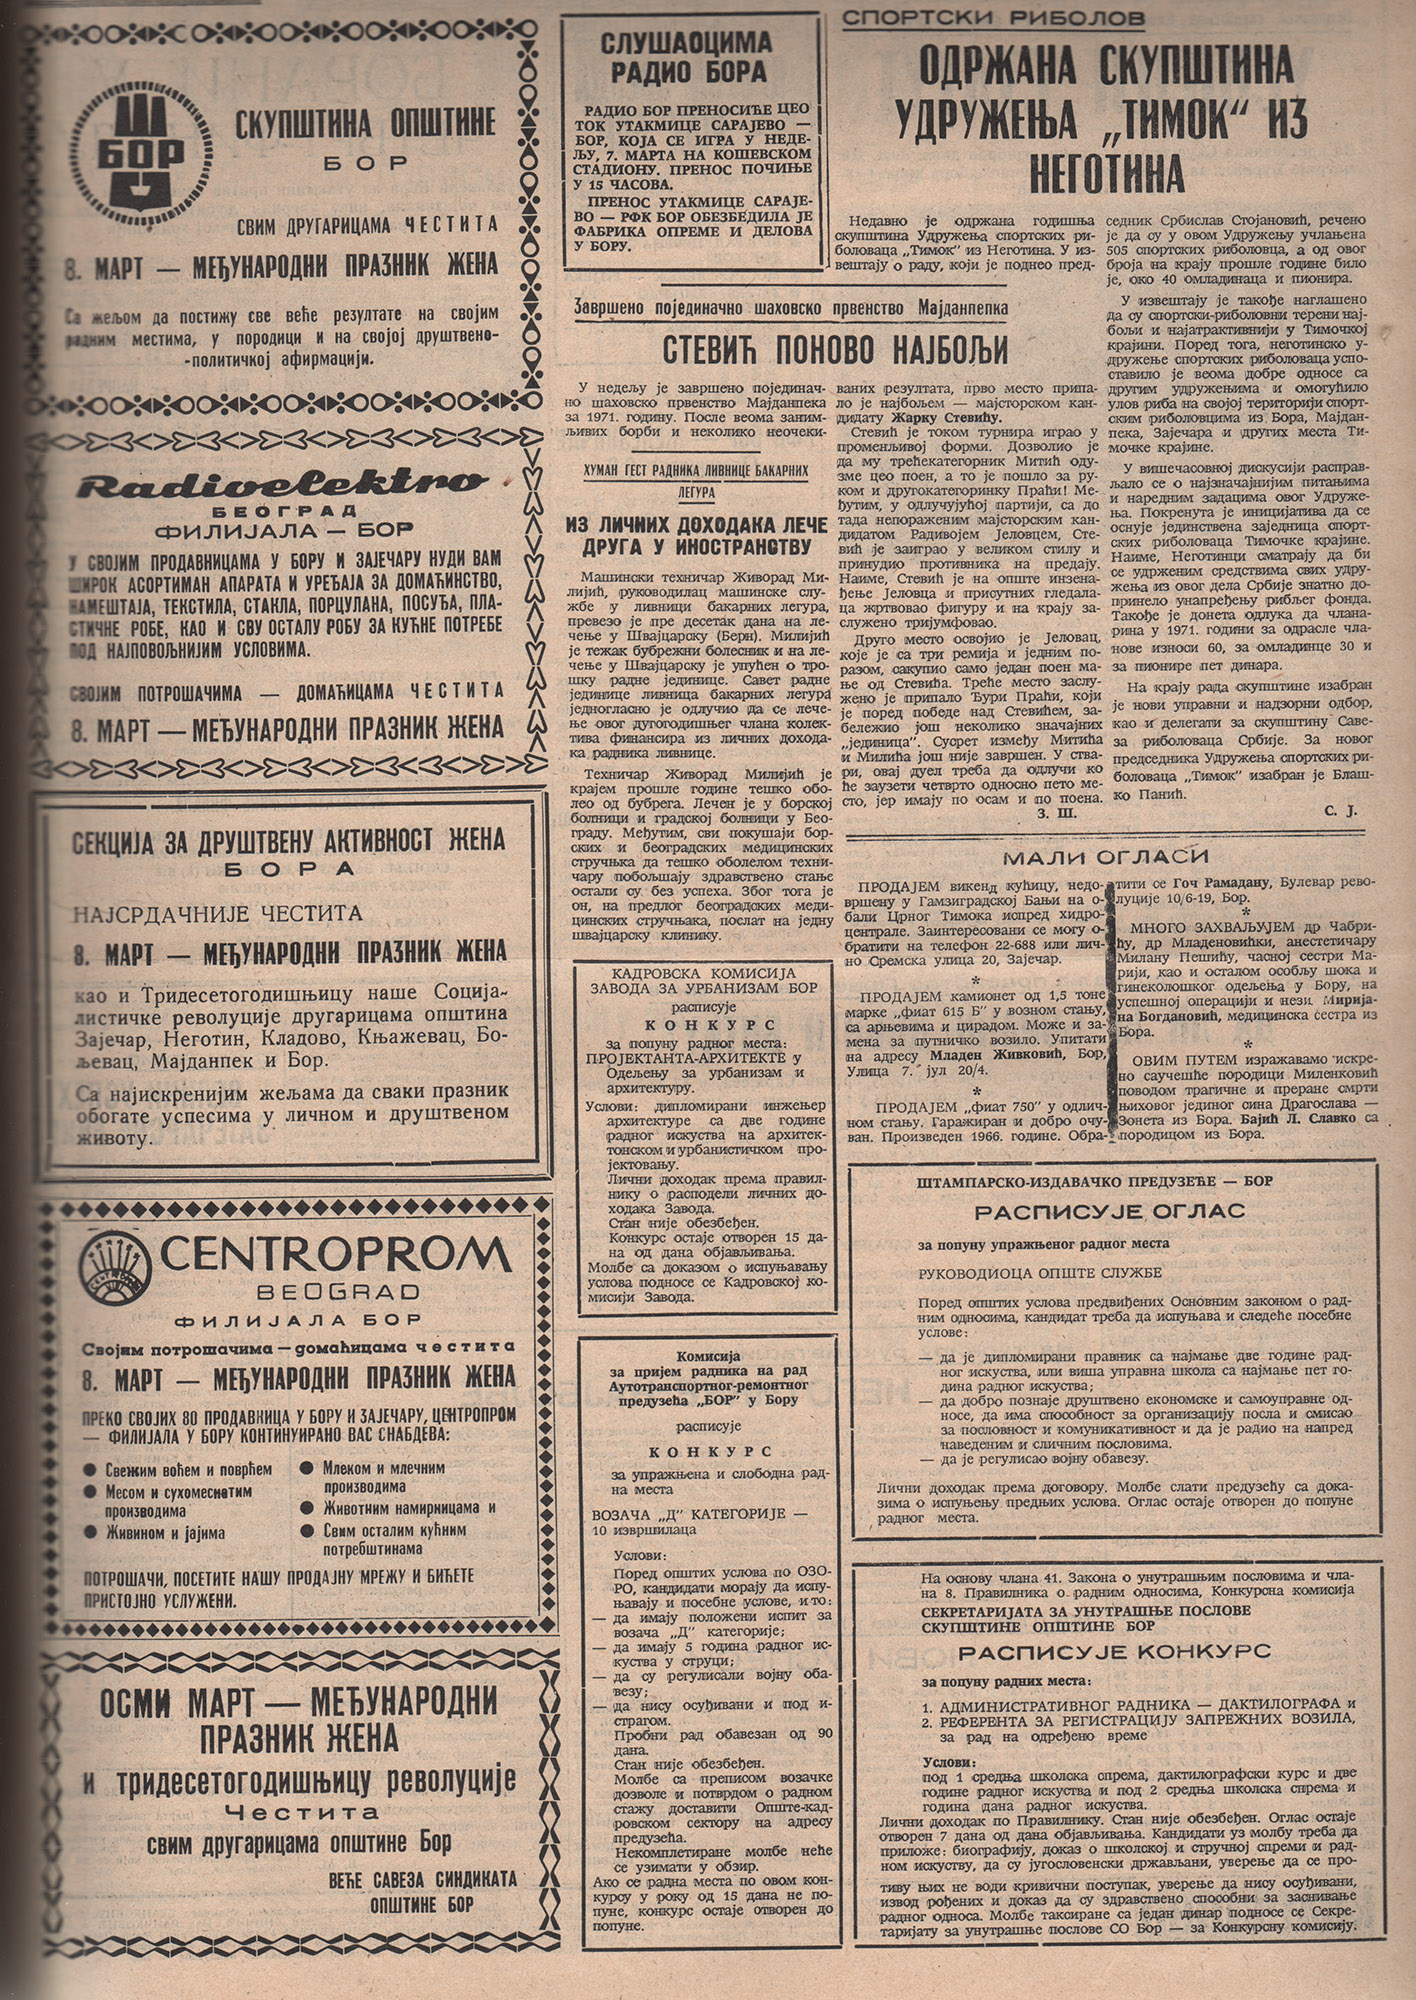 БОР
СКУПШТИНА ОПШТИНЕ
БОР
СВИМ ДРУГАРИЦАМА ЧЕСТИТА
8. МАРТ — МЕЂУНАРОДНИ ПРАЗНИК ЖЕНА
Са жељом да постижу све веће резултате на својим
радним местима, у породици и на својој друштвено-
-политичкој афирмацији.
Radioelektro
БЕОГРАД
ФИЛИЈАЛА — БОР
У СВОЈИМ ПРОДАВНИЦАМА У БОРУ И ЗАЈЕЧАРУ НУДИ ВАМ
ШИРОК АСОРТИМАН АПАРАТА И УРЕЂАЈА ЗА ДОМАЋИНСТВО,
НАМЕШТАЈА, ТЕКСТИЛА, СТАКЛА, ПОРЦУЛАНА, ПОСУЂА, ПЛА-
СТИЧНЕ РОБЕ, КАО И СВУ ОСТАЛУ РОБУ ЗА КУЋНЕ ПОТРЕБЕ
ПОД НАЈПОВОЉНИЈИМ УСЛОВИМА.
СВОЈИМ ПОТРОШАЧИМА — ДОМАЋИЦАМА ЧЕСТИТА
8. МАРТ — МЕЂУНАРОДНИ ПРАЗНИК ЖЕНА
СЕКЦИЈА ЗА ДРУШТВЕНУ АКТИВНОСТ ЖЕНА
БОРА
НАЈСРДАЧНИЈЕ ЧЕСТИТА
8. МАРТ — МЕЂУНАРОДНИ ПРАЗНИК ЖЕНА
као и Тридесетогодишњицу наше Соција-
листичке револуције другарицама општина
Зајечар, Неготин, Кладово, Књажевац, Бо-
љевац, Мајданпек и Бор.
Са најискренијим жељама да сваки празник
обогате успесима у личном и друштвеном
животу.
CENTROPROM
BEOGRAD
ФИЛИЈАЛА БОР
Својим потрошачима — домаћицама честита
8. МАРТ — МЕЂУНАРОДНИ ПРАЗНИК ЖЕНА
ПРЕКО СВОЈИХ 80 ПРОДАВНИЦА У БОРУ И ЗАЈЕЧАРУ, ЦЕНТРОПРОМ
— ФИЛИЈАЛА У БОРУ КОНТИНУИРАНО ВАС СНАБДЕВА:
● Свежим воћем и поврћем
● Месом и сухомеснатим
производима
● Живином и јајима
● Млеком и млечним
производима
● Животним намирницама и
● Свим осталим кућним
потребштинама
ПОТРОШАЧИ, ПОСЕТИТЕ НАШУ ПРОДАЈНУ МРЕЖУ И БИЋЕТЕ
ПРИСТОЈНО УСЛУЖЕНИ.
ОСМИ МАРТ — МЕЂУНАРОДНИ
ПРАЗНИК ЖЕНА
и тридесетогодишњицу револуције
Честита
свим другарицама општине Бор
ВЕЋЕ САВЕЗА СИНДИКАТА
ОПШТИНЕ БОР
СЛУШАОЦИМА
РАДИО БОРА
РАДИО БОР ПРЕНОСИЋЕ ЦЕО
ТОК УТАКМИЦЕ САРАЈЕВО —
БОР, КОЈА СЕ ИГРА У НЕДЕ-
ЉУ, 7. МАРТА НА КОШЕВСКОМ
СТАДИОНУ. ПРЕНОС ПОЧИЊЕ
У 15 ЧАСОВА.
ПРЕНОС УТАКМИЦЕ САРАЈЕ-
ВО — РФК БОР ОБЕЗБЕДИЛА ЈЕ
ФАБРИКА ОПРЕМЕ И ДЕЛОВА
У БОРУ.
СПОРТСКИ РИБОЛОВ
ОДРЖАНА СКУПШТИНА
УДРУЖЕЊА „ТИМОК“ ИЗ
НЕГОТИНА
Недавно је одржана годишња
скупштина Удружења спортских ри-
боловаца „Тимок” из Неготина. У из-
вештају о раду, који је поднео пред-
седник Србислав Стојановић, речено
је да су у овом Удружењу учлањена
505 спортских риболовца, а од овог
броја на крају прошле године било
је, око 40 омладинаца и пионира.
У извештају је такође наглашено
да су спортски-риболовни терени нај-
бољи и најатрактивнији у Тимочкој
крајини. Поред тога, неготинско у-
дружење спортских риболоваца успо-
ставило је веома добре односе са
другим удружењима и омогућило
улов риба на својој територији спорт-
ским риболовцима из Бора, Мајдан-
пека, Зајечара и других места Ти-
мочке крајине.
У вишечасовној дискусији расправ-
љало се о најзначајнијим питањима
и наредним задацима овог Удруже-
ња. Покренута је иницијатива да се
оснује јединствена заједница спорт-
ских риболоваца Тимочке крајине.
Наиме, Неготинци сматрају да би
се удруженим средствима свих удру-
жења из овог дела Србије знатно до-
принело унапређењу рибљег фонда.
Такође је донета одлука да члана-
рина у 1971. години за одрасле чла-
нове износи 60, за омладинце 30 и
за пионире пет динара.
На крају рада скупштине изабран
је нови управни и надзорни одбор,
као и делегати за скупштину Саве-
за риболоваца Србије. За новог
председника Удружења спортских ри-
боловаца „Тимок” изабран је Блаш-
ко Панић.
С. Ј.
Завршено појединачно шаховско првенство Мајданпека
СТЕВИЋ ПОНОВО НАЈБОЉИ
У недељу је завршено појединач-
но шаховско првенство Мајданпека
за 1971. годину. После веома заним-
љивих борби и неколико неочеки-
ваних резултата, прво место припа-
ло је најбољем — мајсторском кан-
дидату Жарку Стевићу.
Стевић је током турнира играо у
променљивој форми. Дозволио је
да му трећекатегорник Митић оду-
зме цео поен, а то је пошло за ру-
ком и другокатегоринку Праћи! Ме-
ђутим, у одлучујућој партији, са до
тада непораженим мајсторским кан-
дидатом Радивојем Јеловцем, Сте-
вић је заиграо у великом стилу и
принудио противника на предају.
Наиме, Стевић је на опште изнена-
ђење Јеловца и присутних гледала-
ца жртвовао фигуру и на крају за-
служено тријумфовао.
Друго место освојио је Јеловац,
које је са три ремија и једним по-
разом, сакупио само један поен ма-
ње од Стевића. Треће место заслу-
жено је припало Ђури Праћи, који
је поред победе над Стевићем, за-
бележио још неколико значајних
„јединица”. Сусрет између Митића
и Милића још није завршен. У ства-
ри, овај дуел треба да одлучи ко
ће заузети четврто односно пето ме-
сто, јер имају по осам и по поена.
З. Ш.
ХУМАН ГЕСТ РАДНИКА ЛИВНИЦЕ БАКАРНИХ
ЛЕГУРА
ИЗ ЛИЧНИХ ДОХОДАКА ЛЕЧЕ
ДРУГА У ИНОСТРАНСТВУ
Машински техничар Живорад Ми-
лијић, руководилац машинске слу-
жбе у ливници бакарних легура,
превезо је пре десетак дана на ле-
чење у Швајцарску (Берн). Милијић
је тежак бубрежни болесник и на ле-
чење у Швајцарску је упућен о тро-
шку радне јединице. Савет радне
јединице ливница бакарних легура
једногласно је одлучио да се лече-
ње овог дугогодишњег члана колек-
тива финансира из личних дохода-
ка радника ливнице.
Техничар Живорад Милијић је
крајем прошле године тешко обо-
лео од бубрега. Лечен је у борској
болници и градској болници у Бео-
граду. Међутим, сви покушаји бор-
ских и београдских медицинских
стручњка да тешко оболелом техни-
чару побољшају здравствено стање
остали су без успеха. Због тога је
он, на предлог београдских меди-
цинских стручњака, послат на једну
швајцарску клинику.
МАЛИ ОГЛАСИ
ПРОДАЈЕМ викенд кућицу, недо-
вршену у Гамзиградској Бањи на о-
бали Црног Тимока испред хидро-
централе. Заинтересовани се могу о-
братити на телефон 22-688 или лич-
но Сремска улица 20, Зајечар.
*
ПРОДАЈЕМ камионет од 1,5 тоне
марке „фиат 615 Б” у возном стању,
са арњевима и цирадом. Може и за-
мена за путничко возило. Упитати
на адресу Младен Живковић, Бор,
Улица 7. јул 20/4.
*
ПРОДАЈЕМ „фиат 750” у одлич-
ном стању. Гаражиран и добро очу-
ван. Произведен 1966. године. Обра-
тити се Гоч Рамадану, Булевар рево-
луције 10/6-19, Бор.
*
МНОГО ЗАХВАЉУЈЕМ др Чабри-
ћу, др Младеновићки, анестетичару
Милану Пешићу, часној сестри Ма-
рији, као и осталом особљу шока и
гинеколошког одељења у Бору, на
успешној операцији и нези. Мирија-
на Богдановић, медицинска сестра из
Бора.
*
ОВИМ ПУТЕМ изражавамо искре-
но саучешће породици Миленковић
поводом трагичне и преране смрти
њиховог јединог сина Драгослава —
Зонета из Бора. Бајић Л. Славко са
породицом из Бора.
КАДРОВСКА КОМИСИЈА
ЗАВОДА ЗА УРБАНИЗАМ БОР
расписује
КОНКУРС
за попуну радног места:
ПРОЈЕКТАНТА-АРХИТЕКТЕ у
Одељењу за урбанизам и
архитектуру.
Услови: дипломирани инжењер
архитектуре са две године
радног искуства на архитек-
тонском и урбанистичком про-
јектовању.
Лични доходак према правил-
нику о расподели личних до-
ходака Завода.
Стан није обезбеђен.
Конкурс остаје отворен 15 да-
на од дана објављивања.
Молбе са доказом о испуњавању
услова подносе се Кадровској ко-
мисији Завода.
Комисија
за пријем радника на рад
Аутотранспортног-ремонтног
предузећа „БОР” у Бору
расписује
КОНКУРС
за упражњена и слободна рад-
на места
ВОЗАЧА „Д” КАТЕГОРИЈЕ —
10 извршилаца
Услови:
Поред општих услова по ОЗО-
РО, кандидати морају да испу-
њавају и посебне услове, и то:
— да имају положени испит за
возача „Д” категорије;
— да имају 5 година радног ис-
куства у струци;
— да су регулисали војну оба-
везу;
— да нису осуђивани и под и-
страгом.
Пробни рад обавезан од 90
дана.
Стан није обезбеђен.
Молбе са преписом возачке
дозволе и потврдом о радном
стажу доставити Опште-кад-
ровском сектору на адресу
предузећа.
Некомплетиране молбе неће
се узимати у обзир.
Ако се радна места по овом кон-
курсу у року од 15 дана не по-
пуне, конкурс остаје отворен до
попуне.
ШТАМПАРСКО-ИЗДАВАЧКО ПРЕДУЗЕЋЕ — БОР
РАСПИСУЈЕ ОГЛАС
за попуну упражњеног радног места
РУКОВОДИОЦА ОПШТЕ СЛУЖБЕ
Поред општих услова предвиђених Основним законом о рад-
ним односима, кандидат треба да испуњава и следеће посебне
услове:
— да је дипломирани правник са најмање две године рад-
ног искуства, или виша управна школа са најмање пет го-
дина радног искуства;
— да добро познаје друштвено економске и самоуправне од-
носе, да има способност за организацију посла и смисао
за пословност и комуникативност и да је радио на напред
наведеним и сличним пословима.
— да је регулисао војну обавезу.
Лични доходак према договору. Молбе слати предузећу са дока-
зима о испуњењу предњих услова. Оглас остаје отворен до попуне
радног места.
На основу члана 41. Закона о унутрашњим пословима и чла-
на 8. Правилника о радним односима, Конкурсна комисија
СЕКРЕТАРИЈАТА ЗА УНУТРАШЊЕ ПОСЛОВЕ
СКУПШТИНЕ ОПШТИНЕ БОР
РАСПИСУЈЕ КОНКУРС
за попуну радних места:
1. АДМИНИСТРАТИВНОГ РАДНИКА — ДАКТИЛОГРАФА и
2. РЕФЕРЕНТА ЗА РЕГИСТРАЦИЈУ ЗАПРЕЖНИХ ВОЗИЛА,
за рад на одређено време
Услови:
под 1 средња школска спрема, дактилографски курс и две
године радног искуства и под 2 средња школска спрема и
година дана радног искуства.
Лични доходак по Правилнику. Стан није обезбеђен. Оглас остаје
отворен 7 дана од дана објављивања. Кандидати уз молбу треба да
приложе: биографију, доказ о школској и стручној спреми и рад-
ном искуству, да су југословенски држављани, уверење да се про-
тиву њих не води кривични поступак, уверење да нису осуђивани,
извод рођених и доказ да су здравствено способни за заснивање
радног односа. Молбе таксиране са један динар подносе се Секре-
таријату за унутрашње послове СО Бор — за Конкурсну комисију.